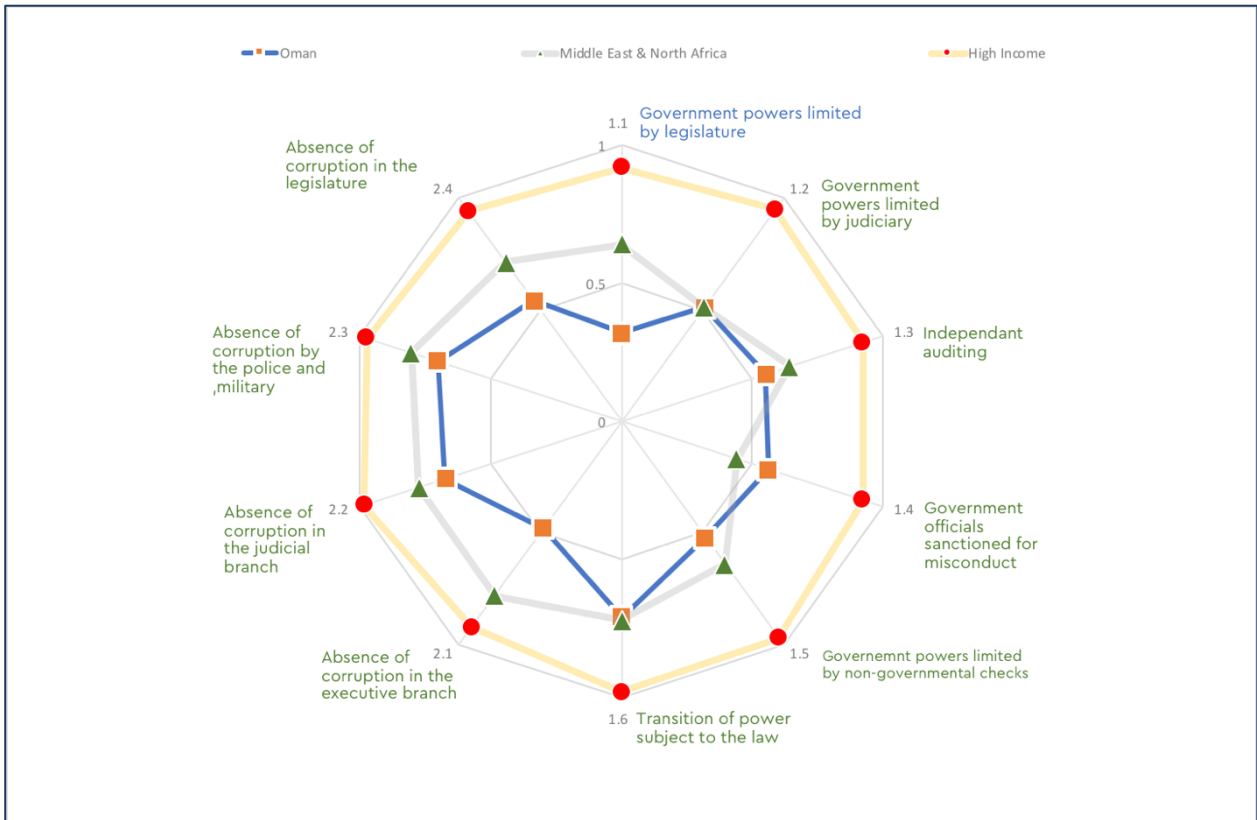 Oman
Middle East & North Africa
High Income
1.1
Government powers limited
by legislature
1
0.5
0
1.2
Government
powers limited
by judiciary
1.3
Independant
auditing
1.4
Government
officials
sanctioned for
misconduct
1.5
Governemnt powers limited
by non-governmental checks
1.6
Transition of power
subject to the law
2.1
Absence of
corruption in the
executive branch
2.2
Absence of
corruption in
the judicial
branch
2.3
Absence of
corruption by
the police and
,military
2.4
Absence of
corruption in the
legislature